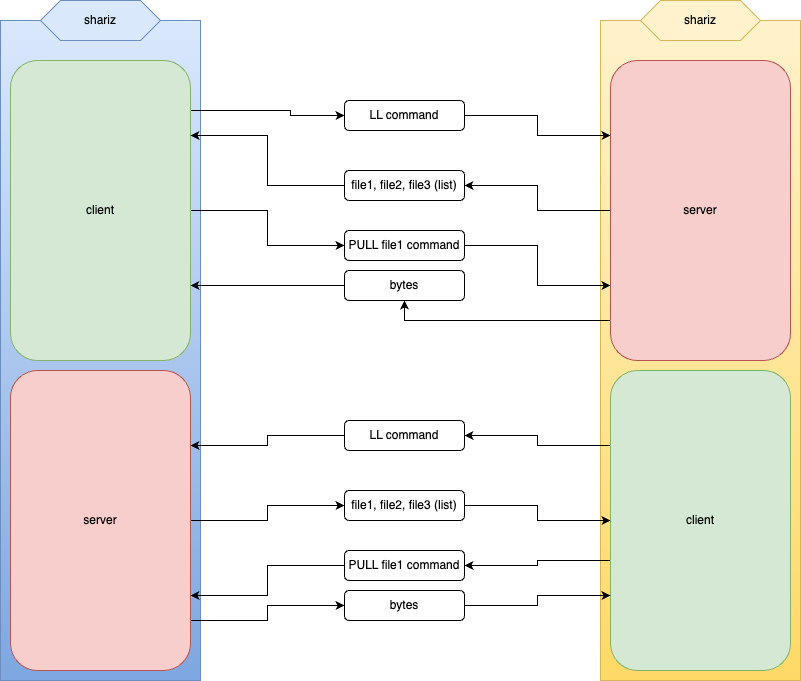 shariz
shariz
LL command
file1, file2, file3 (list)
client
server
PULL file1 command
bytes
LL command
file1, file2, file3 (list)
server
client
PULL file1 command
bytes